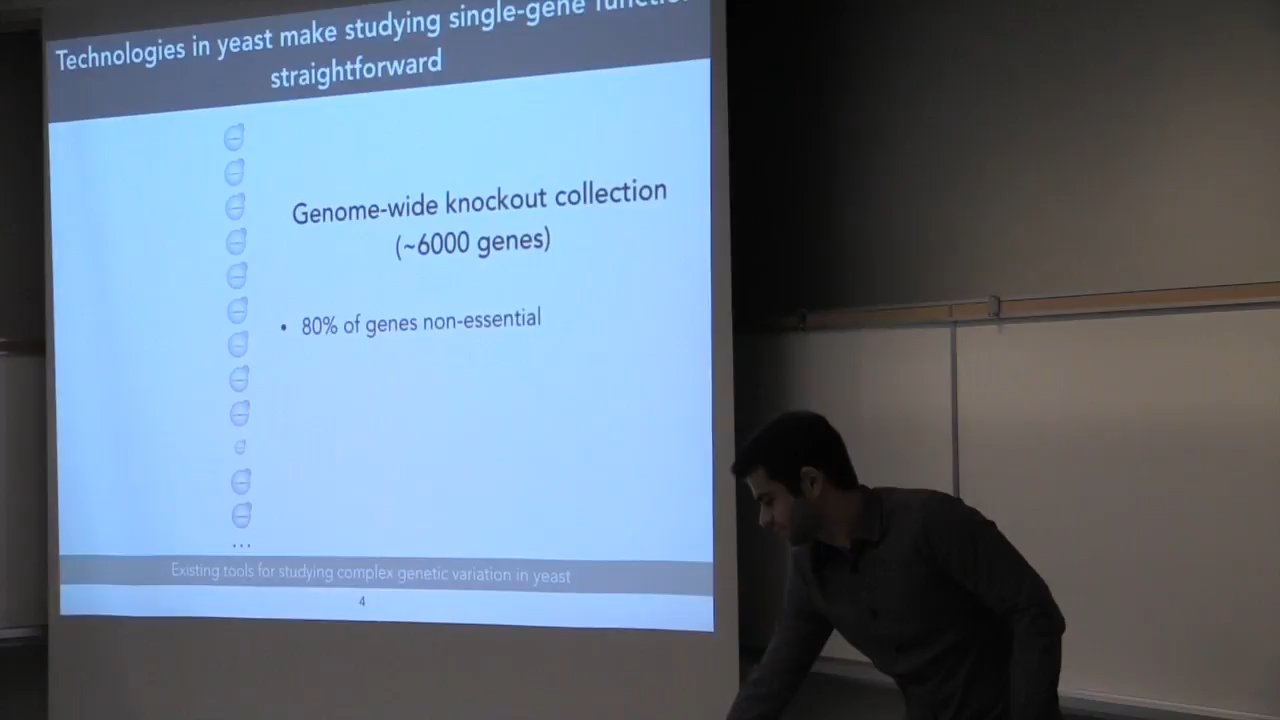 Technologies in yeast make studying single-gene
straightforward
Genome-wide knockout collection
(~6000 genes)
• 80% of genes non-essential
...
Existing tools for studying complex genetic variation in yeast
4